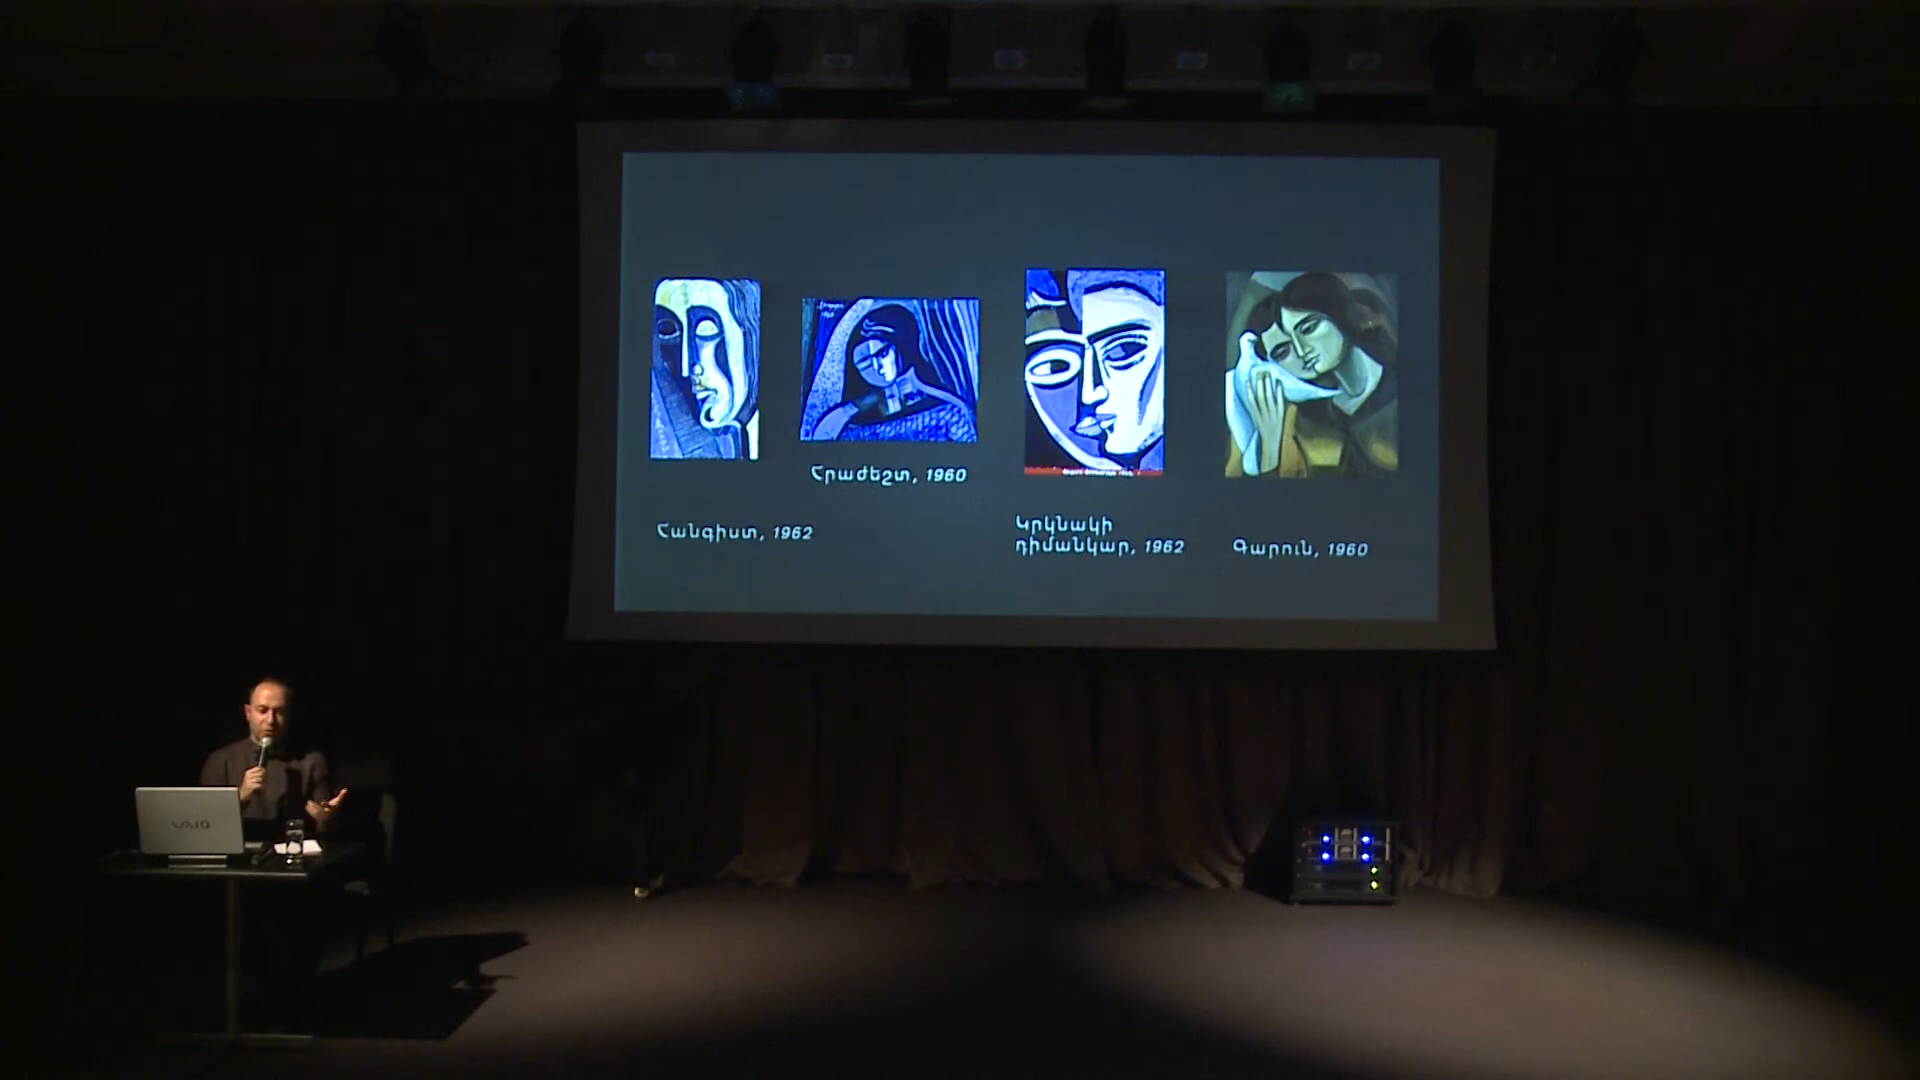 Հրաժեշտ, 1960
Հանգիստ, 1962
Կրկնակի
դիմանկար, 1962
Գարուն, 1960
VAIO